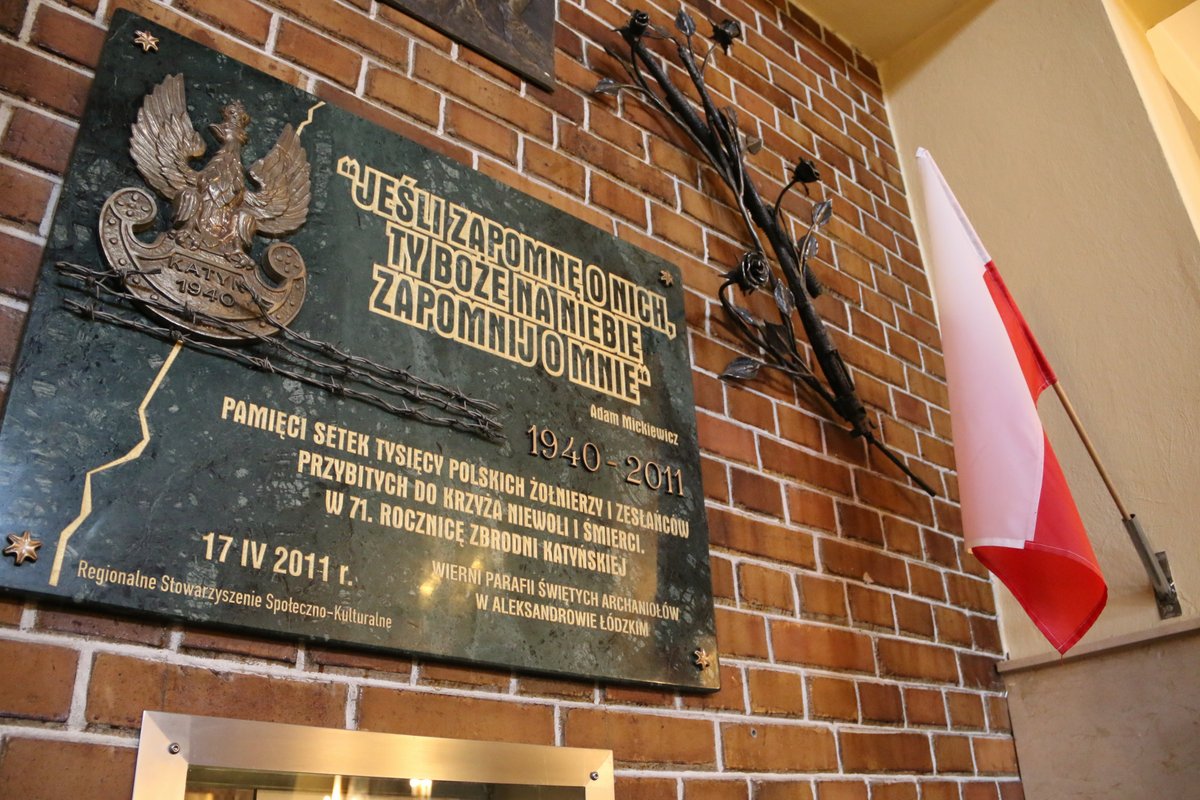 KATYŃ
1940
“JEŚLI ZAPOMNĘ O NICH,
TY BOŻE NA NIEBIE
ZAPOMNIJ O MNIE“
Adam Mickiewicz
1940 - 2011
PAMIĘCI SETEK TYSIĘCY POLSKICH ŻOŁNIERZY I ZĘSŁAŃCÓW
PRZYBITYCH DO KRZYŻA NIEWOLI I ŚMIERCI.
W 71. ROCZNICĘ ZBRODNI KATYŃSKIEJ
17 IV 2011 r.
Regionalne Stowarzyszenie Społeczno-Kulturalne
WIERNI PARAFII ŚWIĘTYCH ARCHANIOŁÓW
W ALEKSANDROWIE ŁÓDZKIM